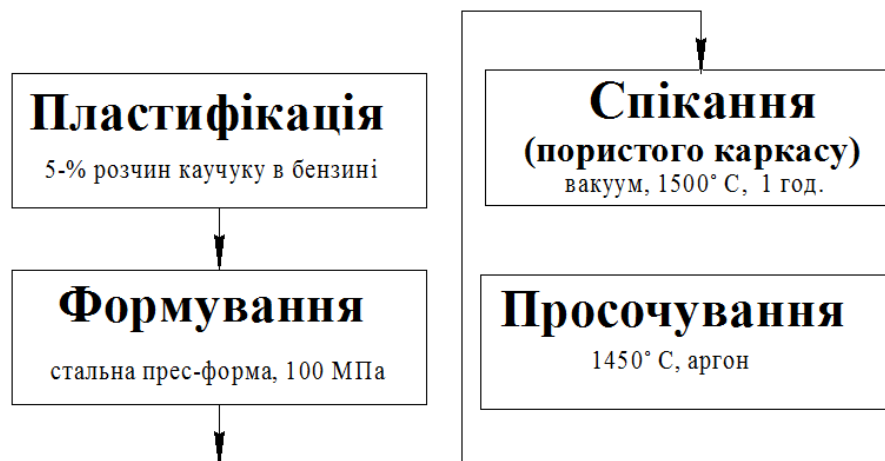 Пластифікація
5-% розчин каучуку в бензині
Формування
стальна прес-форма, 100 МПа
Спікання
(пористого каркасу)
вакуум, 1500° С, 1 год.
Просочування
1450° С, аргон